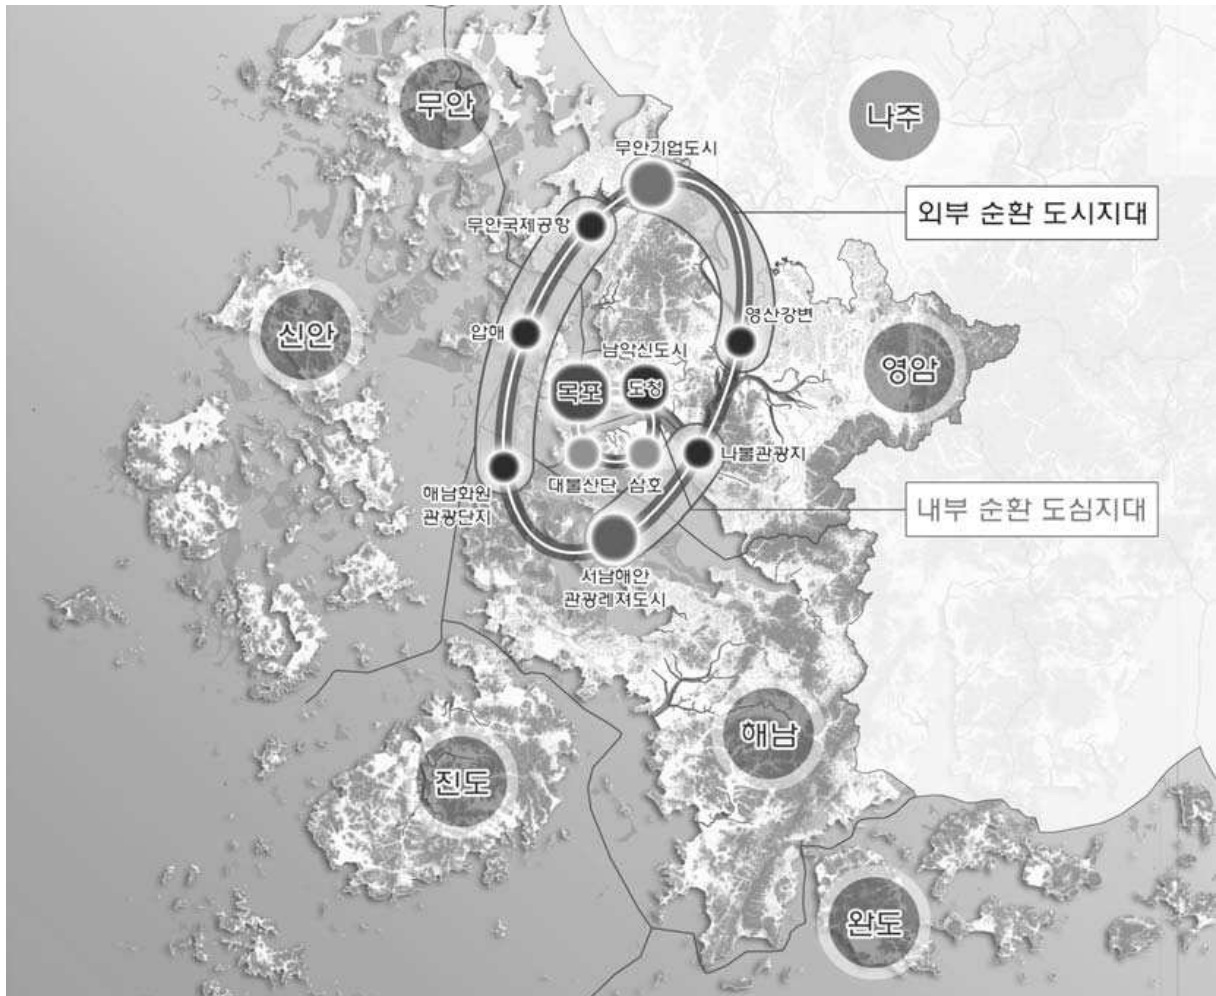 무안
나주
무안기업도시
외부 순환 도시지대
무안국제공항
신안
압해
영산강변
남악신도시
영암
목포
도청
나불관광지
대불산단
삼호
해남화원
관광단지
내부 순환 도심지대
서남해안
관광레져도시
해남
진도
완도